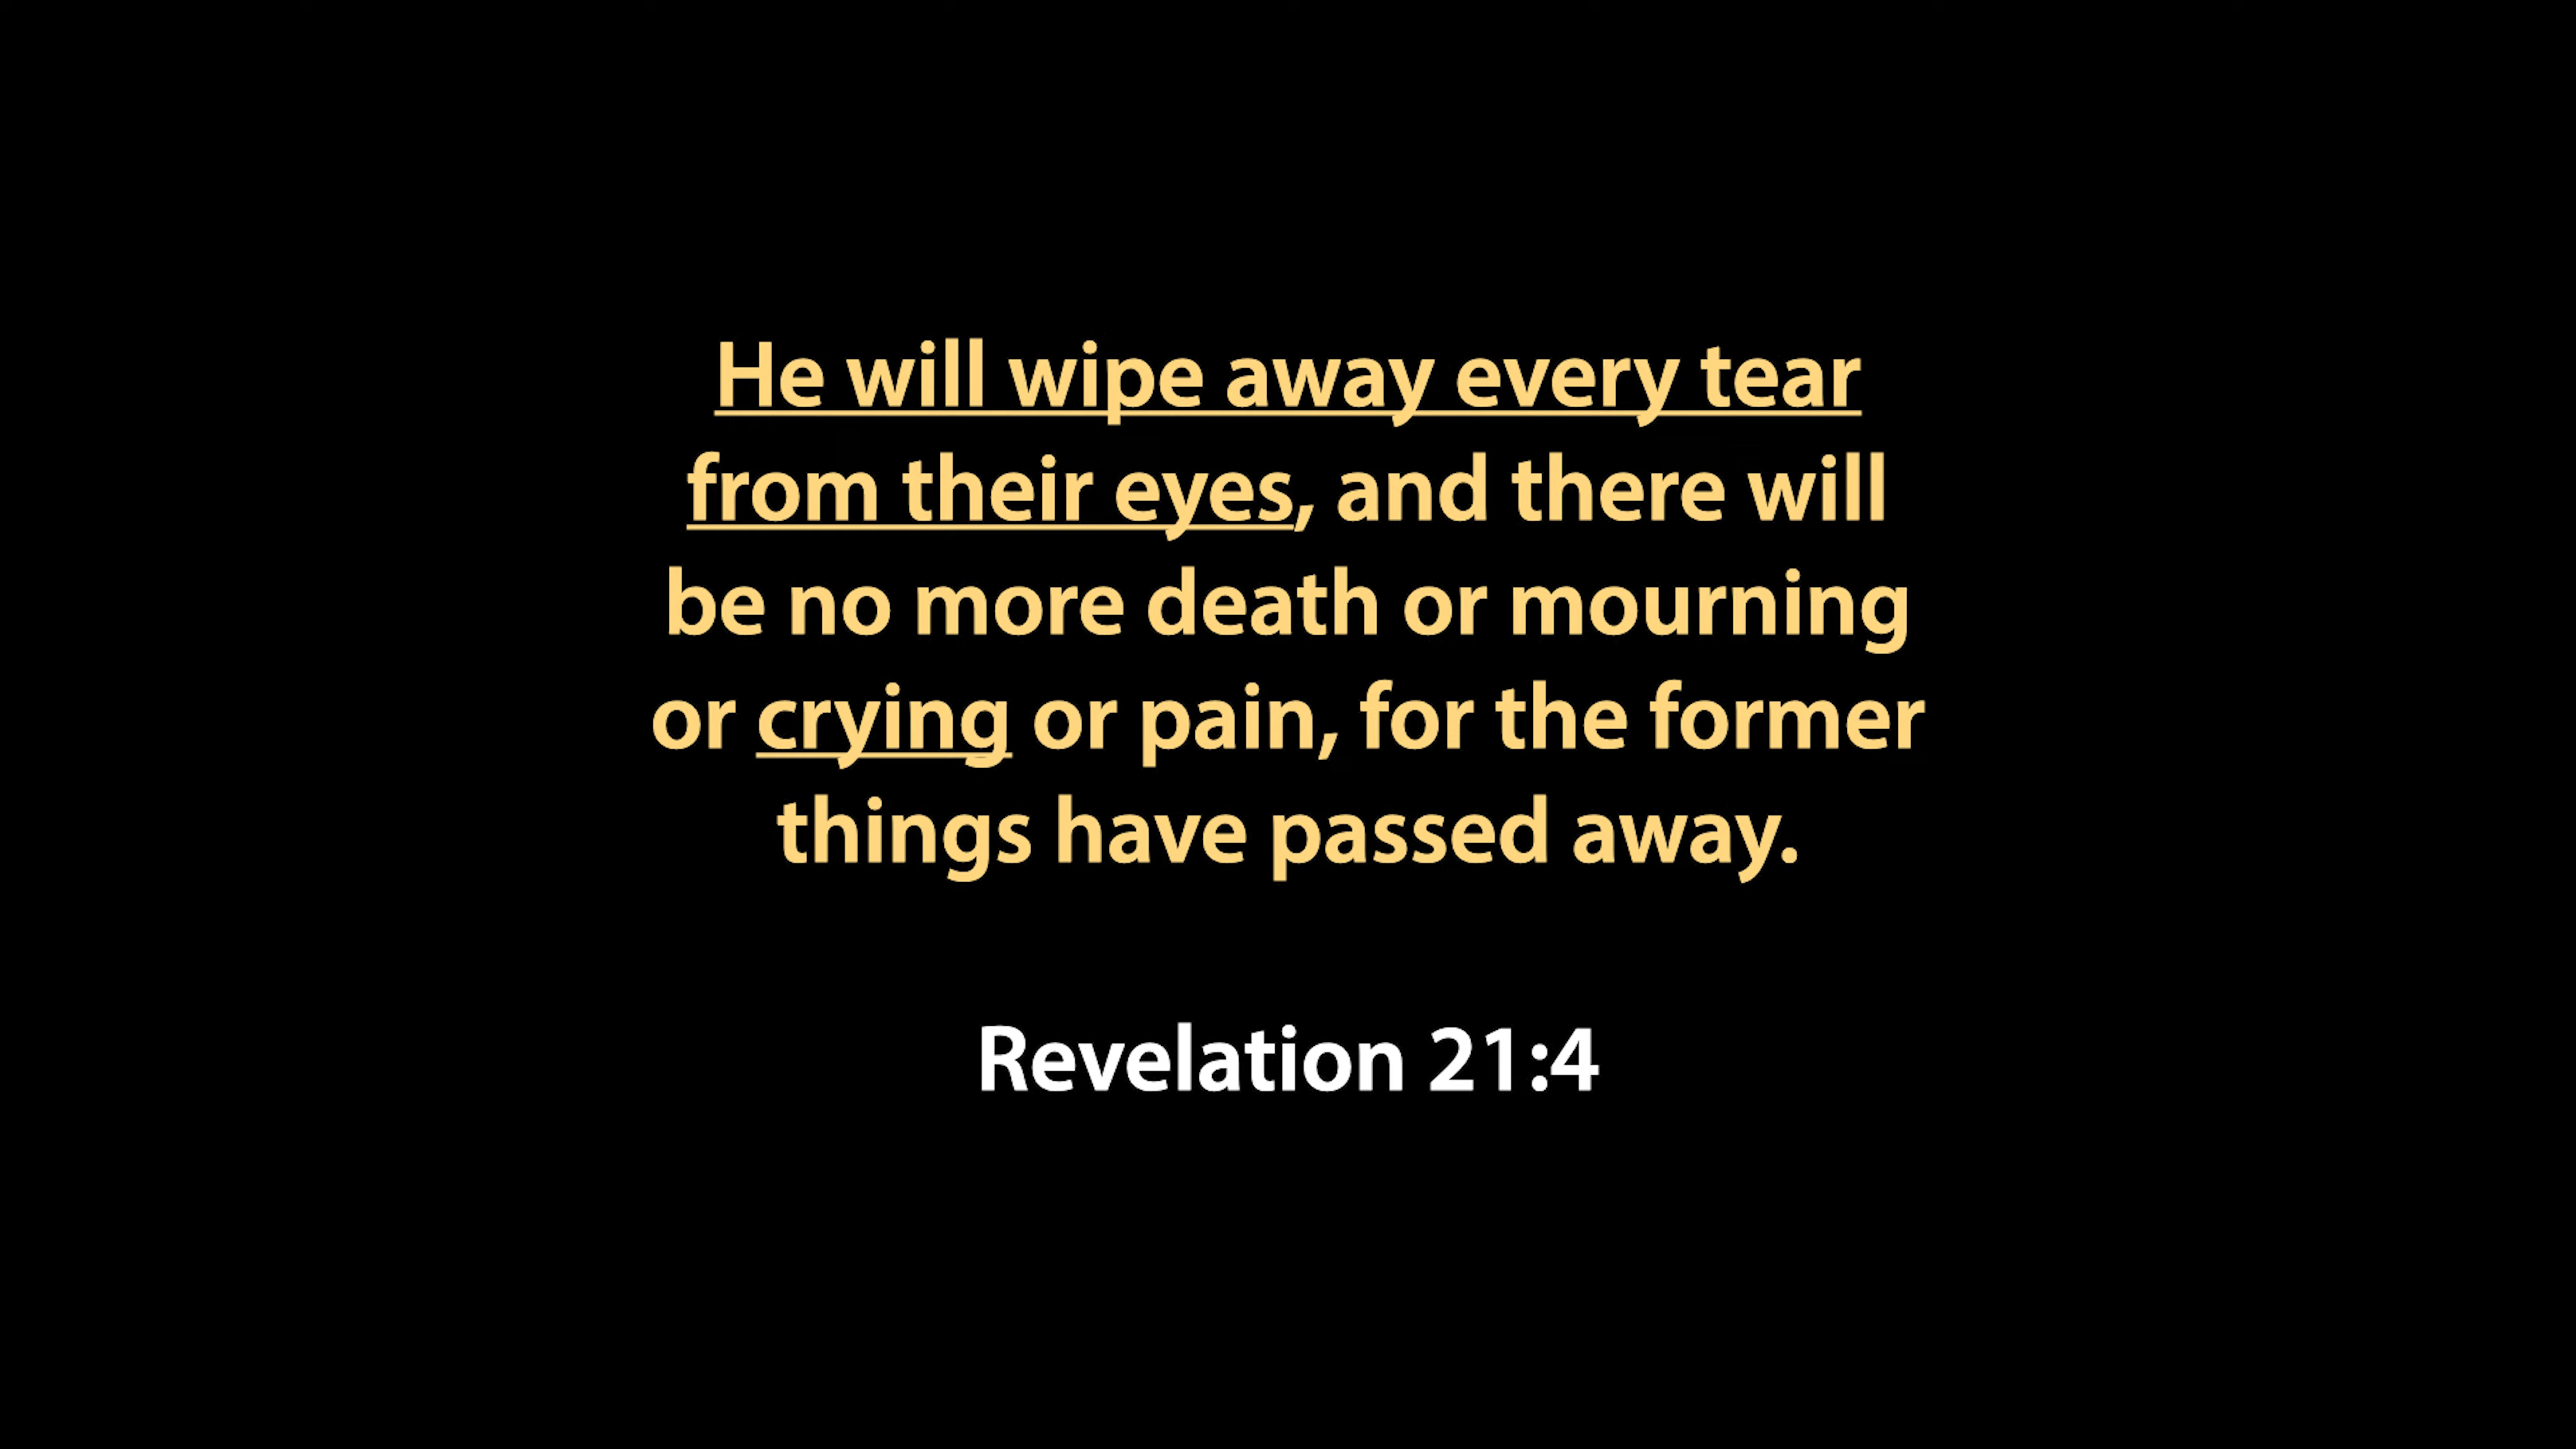 He will wipe away every tear
from their eyes, and there will
be no more death or mourning
or crying or pain, for the former
things have passed away.
Revelation 21:4